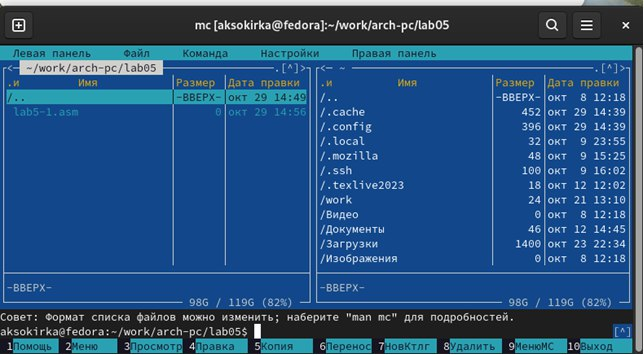 mc [aksokirka@fedora]:~/work/arch-pc/lab05
Левая панель Файл Команда Настройки Правая панель
<─ ~/work/arch-pc/lab05 .[^]> <─ ~ .[^]>
.и Имя Размер Дата правки .и Имя Размер Дата правки
/.. -ВВЕРХ- окт 29 14:49 /.. -ВВЕРХ- окт 8 12:18
lab5-1.asm 0 окт 29 14:56 /.cache 452 окт 29 14:39
/.config 396 окт 29 14:39
/.local 32 окт 9 23:55
/.mozilla 48 окт 9 15:25
/.ssh 100 окт 9 16:02
/.texlive2023 18 окт 12 12:02
/work 24 окт 21 13:10
/Видео 0 окт 8 12:18
/Документы 46 окт 12 14:45
/Загрузки 1400 окт 23 22:34
/Изображения 0 окт 8 12:18
-ВВЕРХ- -ВВЕРХ-
98G / 119G (82%) 98G / 119G (82%)
Совет: Формат списка файлов можно изменить; наберите "man mc" для подробностей.
aksokirka@fedora:~/work/arch-pc/lab05$ [^]
1Помощь 2Меню 3Просмотр 4Правка 5Копия 6Перенос 7НовКтлг 8Удалить 9МенюМС 10Выход